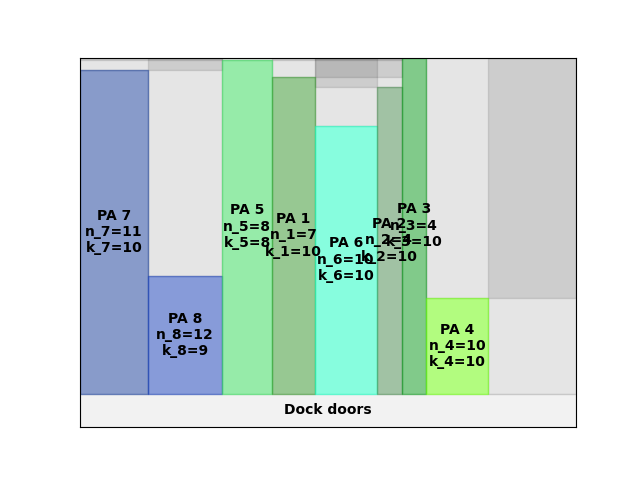 PA 7
n_7=11
k_7=10
PA 8
n_8=12
k_8=9
PA 5
n_5=8
k_5=8
PA 1
n_1=7
k_1=10
PA 6
n_6=10
k_6=10
PA 2
n_2=4
k_2=10
PA 3
n_3=4
k_3=10
PA 4
n_4=10
k_4=10
Dock doors